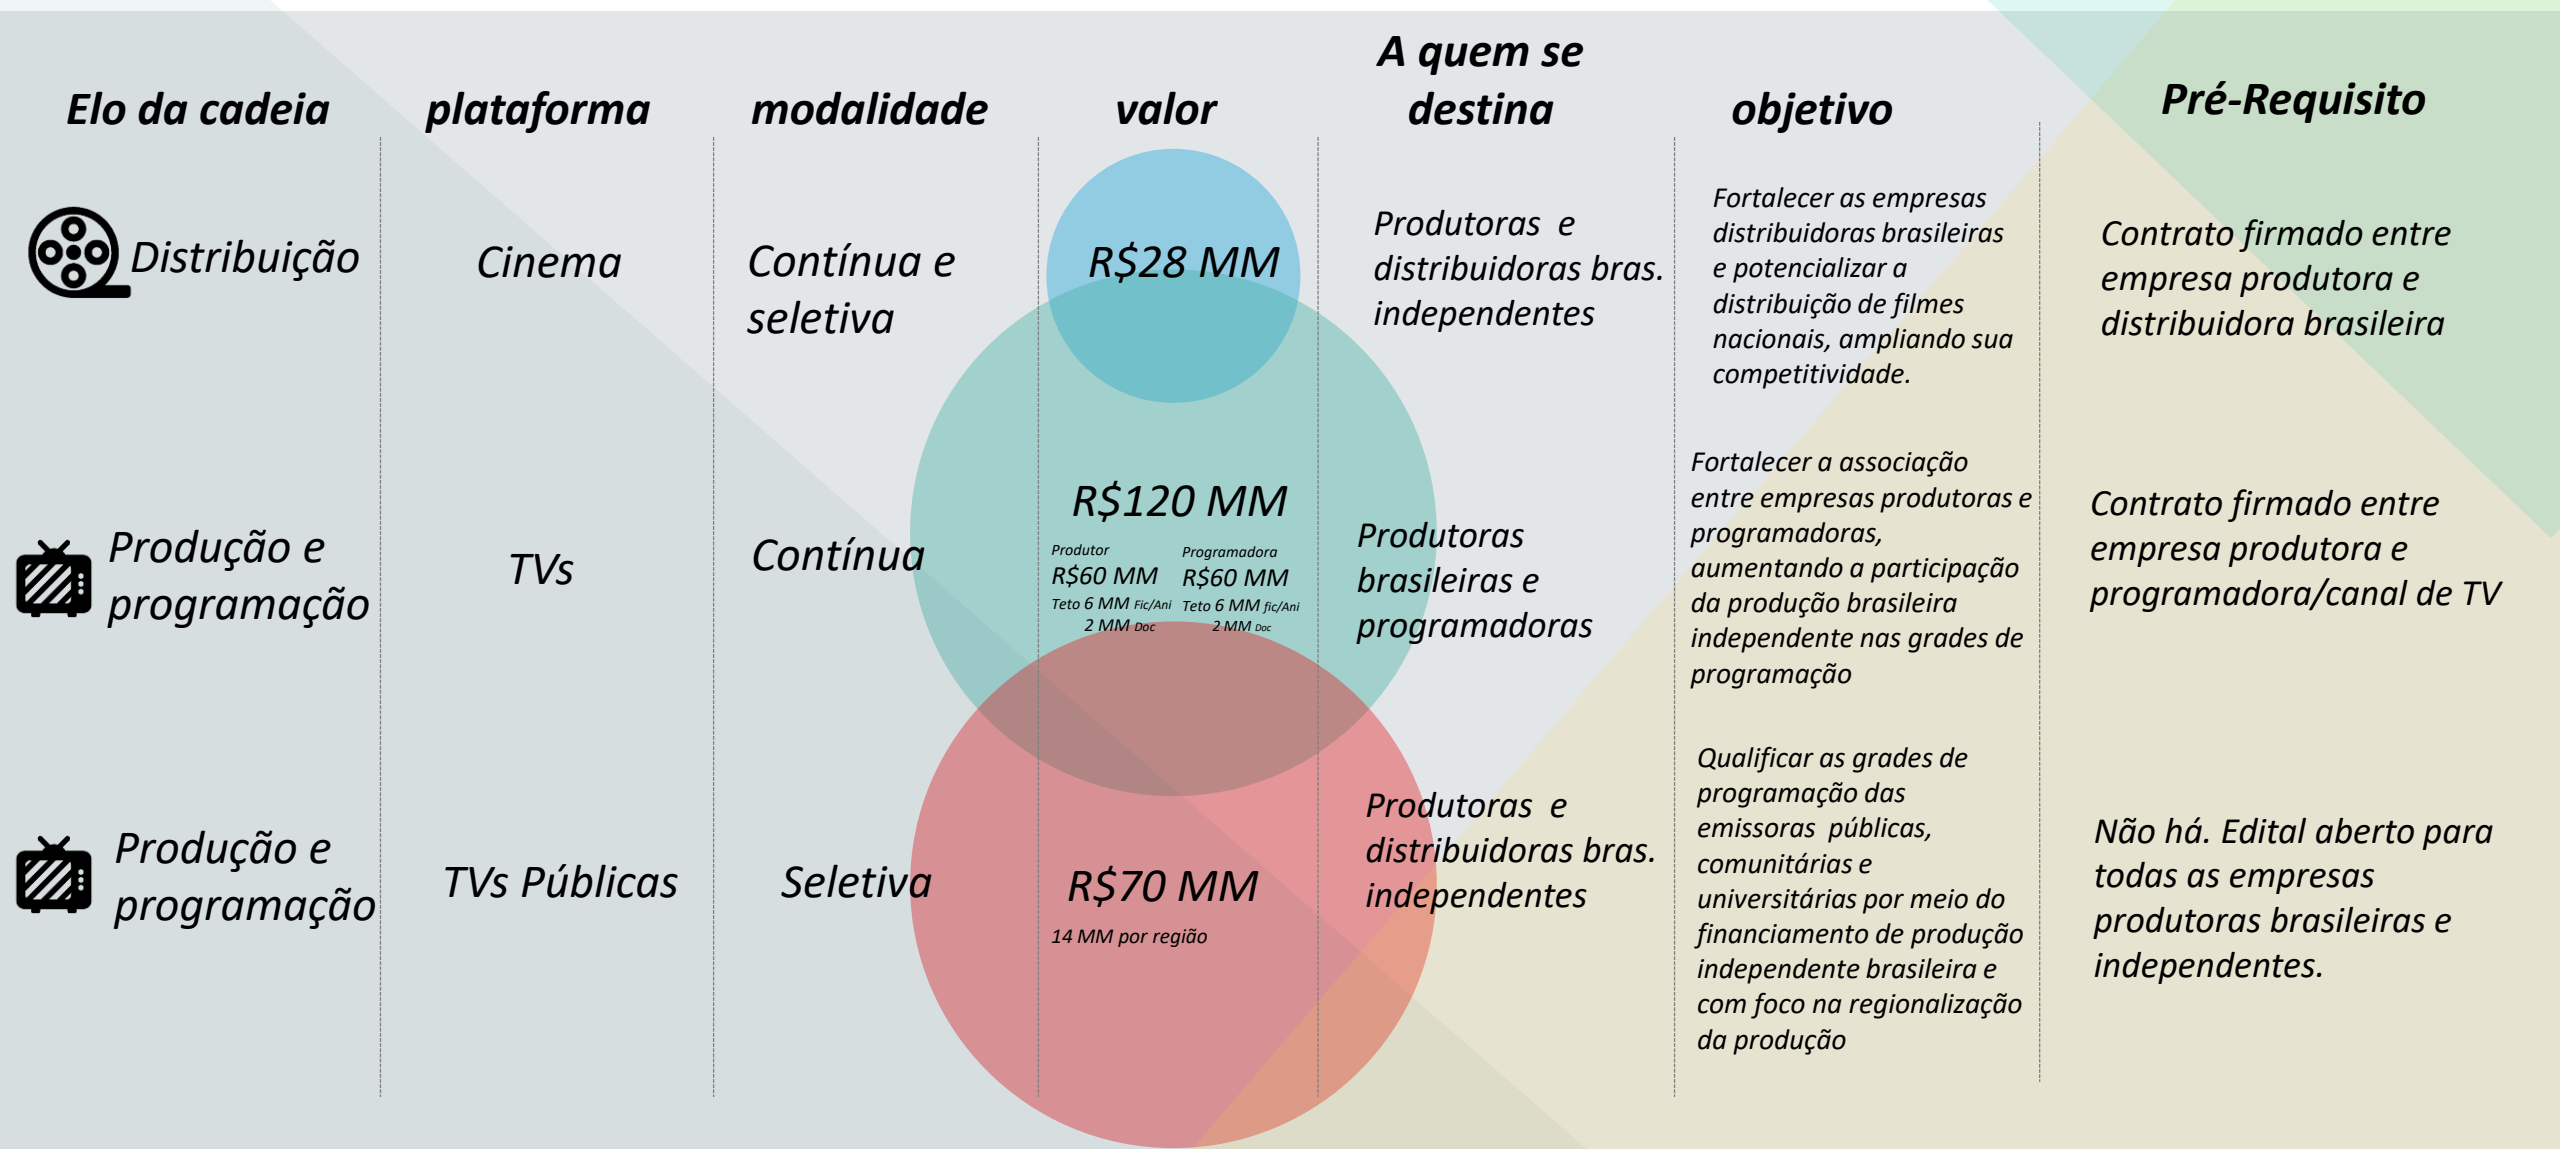 Elo da cadeia
plataforma
modalidade
valor
A quem se
destina
objetivo
Pré-Requisito
Distribuição
Cinema
Contínua e
seletiva
R$28 MM
Produtoras e
distribuidoras bras.
independentes
Fortalecer as empresas
distribuidoras brasileiras
e potencializar a
distribuição de filmes
nacionais, ampliando sua
competitividade.
Contrato firmado entre
empresa produtora e
distribuidora brasileira
Produção e
programação
TVs
Contínua
R$120 MM
Produtor
R$60 MM
Teto 6 MM Fic/Ani
2 MM Doc
Programadora
R$60 MM
Teto 6 MM fic/Ani
2 MM Doc
Produtoras
brasileiras e
programadoras
Fortalecer a associação
entre empresas produtoras e
programadoras,
aumentando a participação
da produção brasileira
independente nas grades de
programação
Contrato firmado entre
empresa produtora e
programadora/canal de TV
Produção e
programação
TVs Públicas
Seletiva
R$70 MM
14 MM por região
Produtoras e
distribuidoras bras.
independentes
Qualificar as grades de
programação das
emissoras públicas,
comunitárias e
universitárias por meio do
financiamento de produção
independente brasileira e
com foco na regionalização
da produção
Não há. Edital aberto para
todas as empresas
produtoras brasileiras e
independentes.